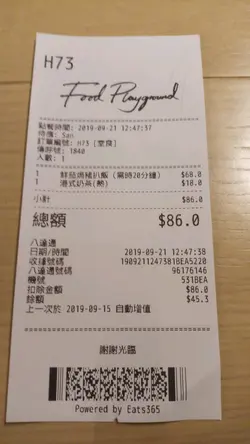 H73
Food Playground
點餐時間: 2019-09-21 12:47:37
侍應: San
訂單編號: H73 [堂食]
備餐號: 1840
人數: 1
1 鮮茄焗豬扒飯 (需時20分鐘) $68.0
1 港式奶茶(熱) $18.0
小計 $86.0
總額 $86.0
八達通
日期/時間 2019-09-21 12:47:38
收據號碼 1909211247381BEA5220
八達通號碼 96176146
機號 531BEA
扣除金額 $86.0
餘額 $45.3
上一次於 2019-09-15 自動增值
謝謝光臨
Powered by Eats365